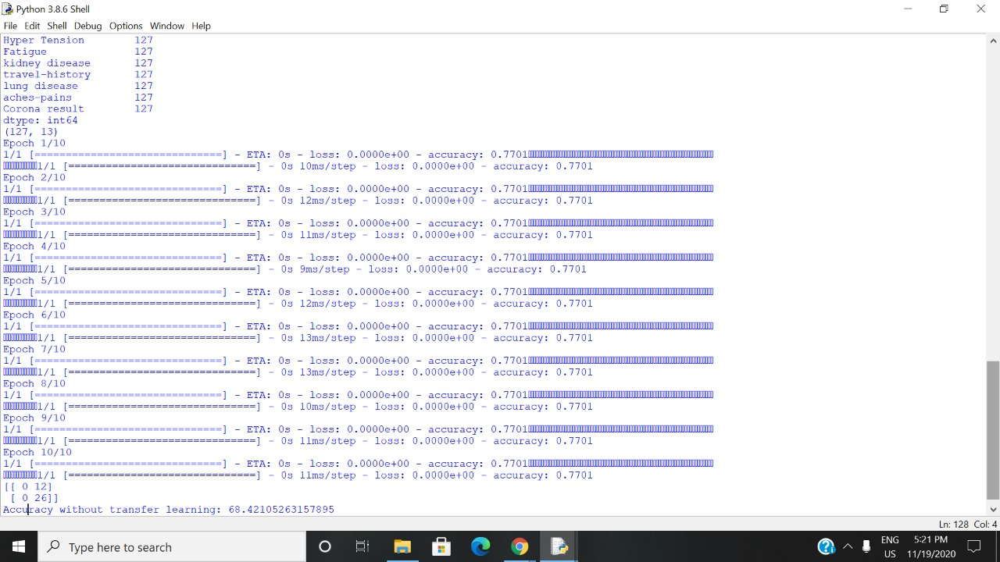 Python 3.8.6 Shell
File Edit Shell Debug Options Window Help
Hyper Tension 127
Fatigue 127
kidney disease 127
travel-history 127
lung disease 127
aches-pains 127
Corona result 127
dtype: int64
(127, 13)
Epoch 1/10
1/1 [==============================] - ETA: 0s - loss: 0.0000e+00 - accuracy: 0.7701
1/1 [==============================] - 0s 10ms/step - loss: 0.0000e+00 - accuracy: 0.7701
Epoch 2/10
1/1 [==============================] - ETA: 0s - loss: 0.0000e+00 - accuracy: 0.7701
1/1 [==============================] - 0s 12ms/step - loss: 0.0000e+00 - accuracy: 0.7701
Epoch 3/10
1/1 [==============================] - ETA: 0s - loss: 0.0000e+00 - accuracy: 0.7701
1/1 [==============================] - 0s 11ms/step - loss: 0.0000e+00 - accuracy: 0.7701
Epoch 4/10
1/1 [==============================] - ETA: 0s - loss: 0.0000e+00 - accuracy: 0.7701
1/1 [==============================] - 0s 9ms/step - loss: 0.0000e+00 - accuracy: 0.7701
Epoch 5/10
1/1 [==============================] - ETA: 0s - loss: 0.0000e+00 - accuracy: 0.7701
1/1 [==============================] - 0s 12ms/step - loss: 0.0000e+00 - accuracy: 0.7701
Epoch 6/10
1/1 [==============================] - ETA: 0s - loss: 0.0000e+00 - accuracy: 0.7701
1/1 [==============================] - 0s 13ms/step - loss: 0.0000e+00 - accuracy: 0.7701
Epoch 7/10
1/1 [==============================] - ETA: 0s - loss: 0.0000e+00 - accuracy: 0.7701
1/1 [==============================] - 0s 13ms/step - loss: 0.0000e+00 - accuracy: 0.7701
Epoch 8/10
1/1 [==============================] - ETA: 0s - loss: 0.0000e+00 - accuracy: 0.7701
1/1 [==============================] - 0s 10ms/step - loss: 0.0000e+00 - accuracy: 0.7701
Epoch 9/10
1/1 [==============================] - ETA: 0s - loss: 0.0000e+00 - accuracy: 0.7701
1/1 [==============================] - 0s 11ms/step - loss: 0.0000e+00 - accuracy: 0.7701
Epoch 10/10
1/1 [==============================] - ETA: 0s - loss: 0.0000e+00 - accuracy: 0.7701
1/1 [==============================] - 0s 11ms/step - loss: 0.0000e+00 - accuracy: 0.7701
[[ 0 12]
 [ 0 26]]
Accuracy without transfer learning: 68.42105263157895
Ln: 128 Col: 4
Type here to search
ENG 5:21 PM
US 11/19/2020